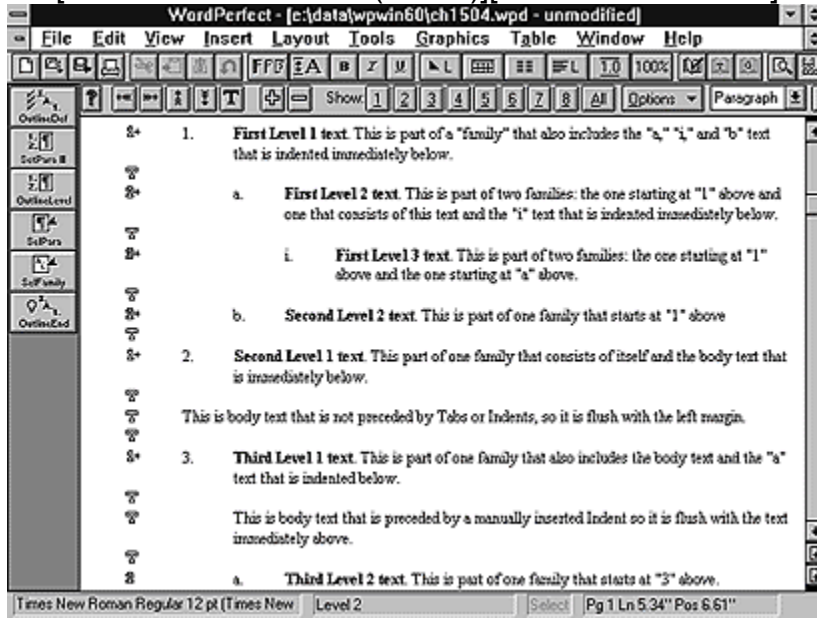 WordPerfect - [e:\data\wpwin60\ch1504.wpd - unmodified]
File Edit View Insert Layout Tools Graphics Table Window Help
FFB A B I U L L 1.0 100%
OutlineDef ? T Show: 1 2 3 4 5 6 7 8 All Options Paragraph
SetPara #
OutlineLevel
SelPara
SelFamily
OutlineEnd
1. First Level 1 text. This is part of a "family" that also includes the "a," "i," and "b" text
that is indented immediately below.
a. First Level 2 text. This is part of two families: the one starting at "1" above and
one that consists of this text and the "i" text that is indented immediately below.
i. First Level 3 text. This is part of two families: the one starting at "1"
above and the one starting at "a" above.
b. Second Level 2 text. This is part of one family that starts at "1" above
2. Second Level 1 text. This part of one family that consists of itself and the body text that
is immediately below.
This is body text that is not preceded by Tabs or Indents, so it is flush with the left margin.
3. Third Level 1 text. This is part of one family that also includes the body text and the "a"
text that is indented below.
This is body text that is preceded by a manually inserted Indent so it is flush with the text
immediately above.
a. Third Level 2 text. This is part of one family that starts at "3" above.
Times New Roman Regular 12 pt (Times New Level 2 Select Pg 1 Ln 5.34" Pos 6.61"